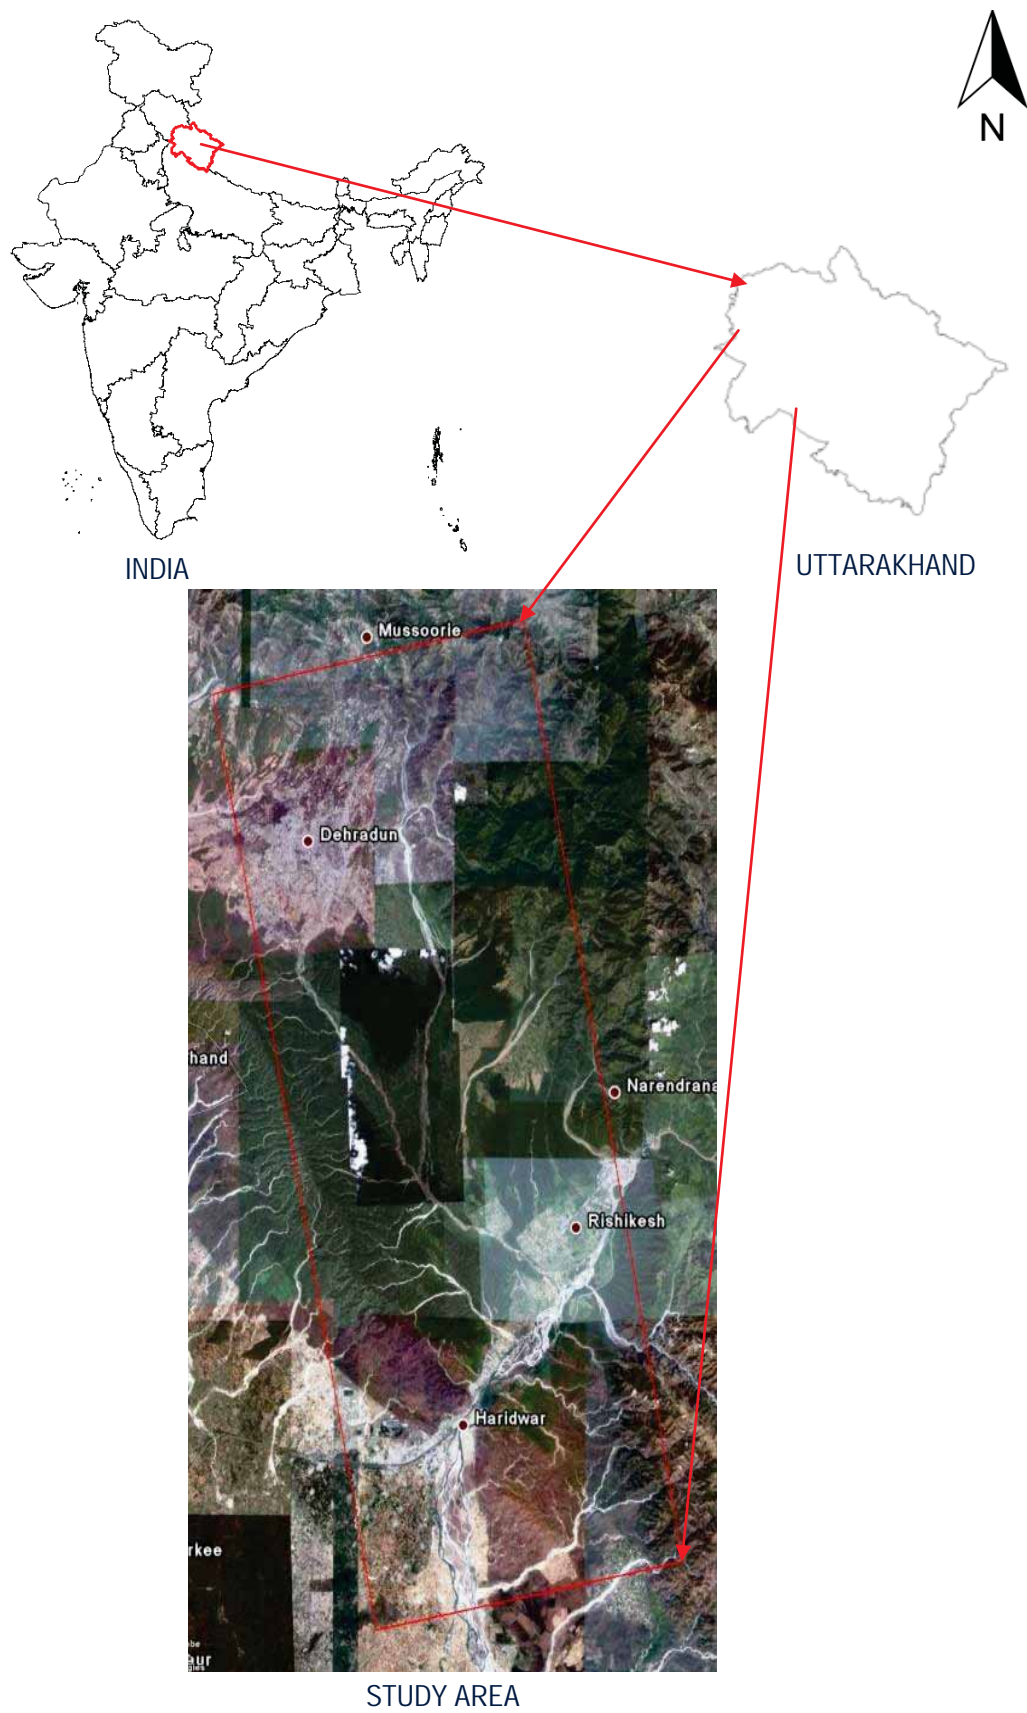 N
INDIA
UTTARAKHAND
Mussoorie
Dehradun
hand
Narendrana
Rishikesh
Haridwar
rkee
aur
STUDY AREA